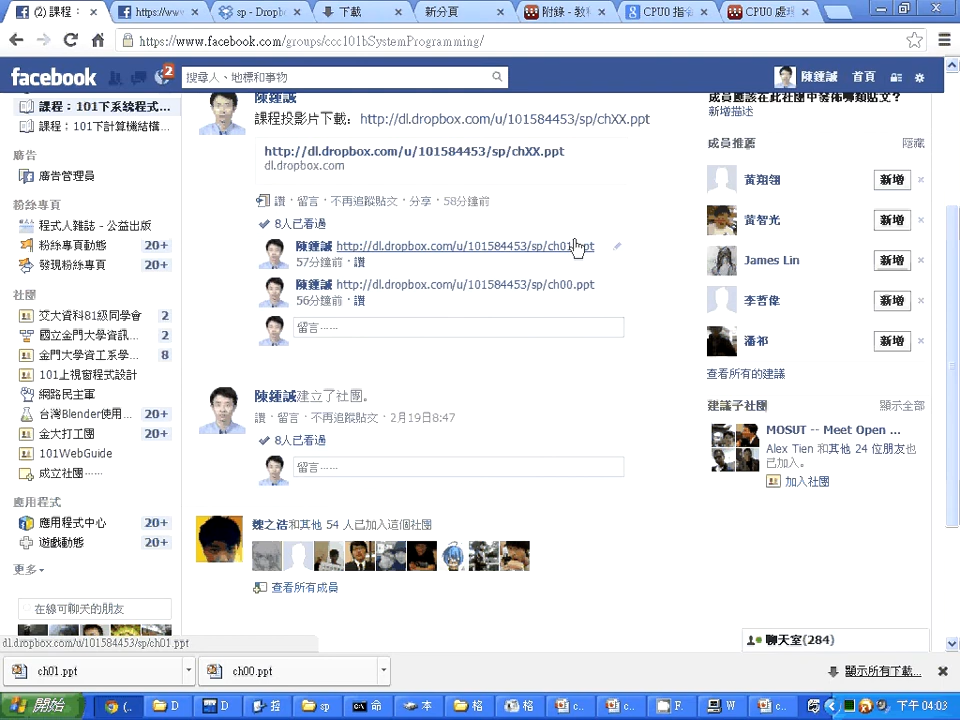 (2) 課程：
https://www
sp - Dropb
下載
新分頁
附錄 - 教
CPU0 指令
CPU0 處理
https://www.facebook.com/groups/ccc101bSystemProgramming/
facebook
2
搜尋人、地標和事物
陳鍾誠
首頁
課程：101下系統程式...
課程：101下計算機結構...
廣告
廣告管理員
粉絲專頁
程式人雜誌 - 公益出版
粉絲專頁動態 20+
發現粉絲專頁 20+
社團
交大資科81級同學會 2
國立金門大學資訊... 2
金門大學資工系學... 8
101上視窗程式設計
網路民主軍
台灣Blender使用... 20+
金大打工團 20+
101WebGuide
成立社團……
應用程式
應用程式中心 20+
遊戲動態 20+
更多
在線可聊天的朋友
陳鍾誠
課程投影片下載： http://dl.dropbox.com/u/101584453/sp/chXX.ppt
http://dl.dropbox.com/u/101584453/sp/chXX.ppt
dl.dropbox.com
讚 · 留言 · 不再追蹤貼文 · 分享 · 58分鐘前
8人已看過
陳鍾誠 http://dl.dropbox.com/u/101584453/sp/ch01.ppt
57分鐘前 · 讚
陳鍾誠 http://dl.dropbox.com/u/101584453/sp/ch00.ppt
56分鐘前 · 讚
留言……
陳鍾誠建立了社團。
讚 · 留言 · 不再追蹤貼文 · 2月19日8:47
8人已看過
留言……
魏之浩和其他 54 人已加入這個社團
查看所有成員
成員應該在此社團中發佈哪類貼文？
新增描述
成員推薦 隱藏
黃翔翎 新增
黃智光 新增
James Lin 新增
李哲偉 新增
潘祁 新增
查看所有的建議
建議子社團 顯示全部
MOSUT -- Meet Open ...
Alex Tien 和其他 24 位朋友也
已加入。
加入社團
聊天室(284)
dl.dropbox.com/u/101584453/sp/ch01.ppt
ch01.ppt
ch00.ppt
顯示所有下載...
開始
(.
D
D
控
sp
命
本
格
格
c..
c..
F.
W
c..
下午 04:03